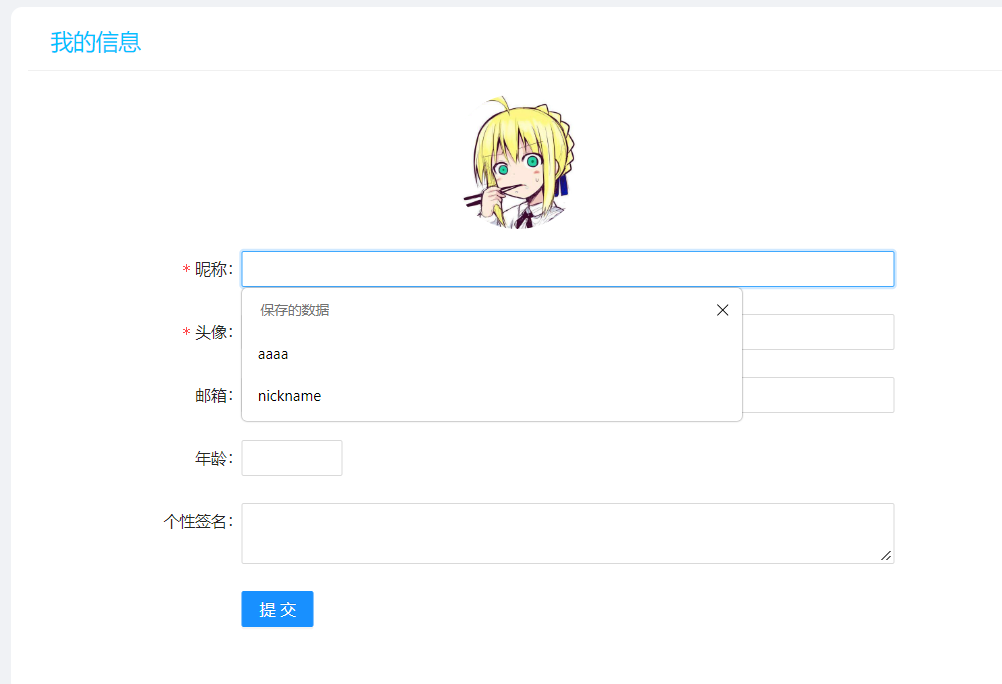 我的信息
* 昵称:
保存的数据
aaaa
nickname
* 头像:
邮箱:
年龄:
个性签名:
提 交